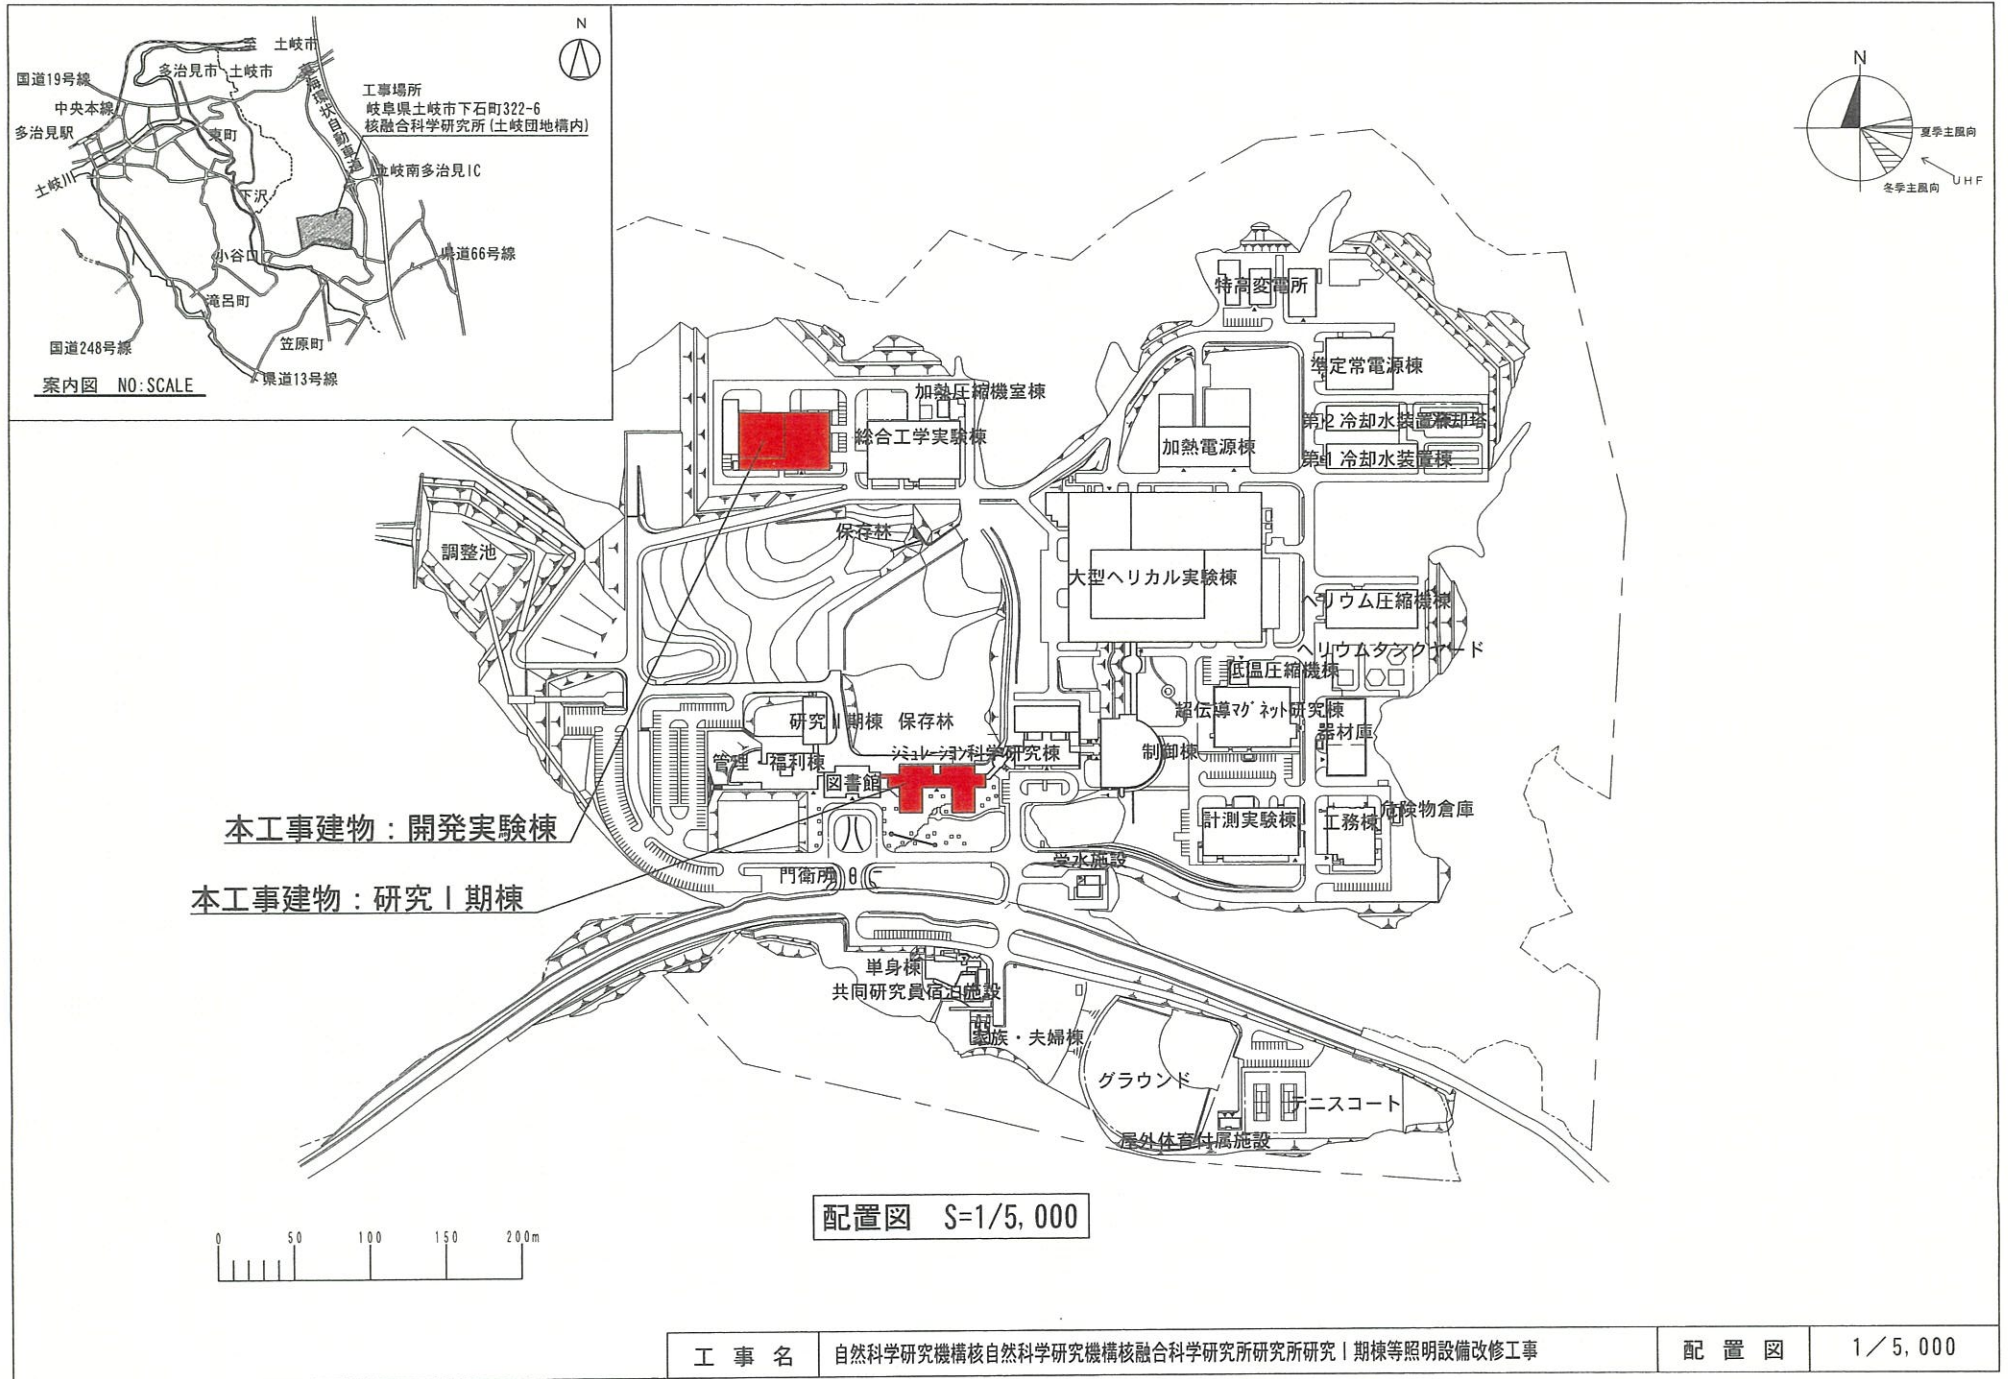 N
土岐市
多治見市
土岐市
国道19号線
中央本線
多治見駅
東町
土岐川
下沢
東海環状自動車道
工事場所
岐阜県土岐市下石町322-6
核融合科学研究所(土岐団地構内)
土岐南多治見IC
小谷口
県道66号線
滝呂町
国道248号線
笠原町
県道13号線
案内図 NO:SCALE
N
夏季主風向
冬季主風向
UHF
特高変電所
準定常電源棟
加熱圧縮機室棟
総合工学実験棟
加熱電源棟
第2冷却水装置棟
冷却塔
第1冷却水装置棟
保存林
調整池
大型ヘリカル実験棟
ヘリウム圧縮機棟
ヘリウムタンクヤード
低温圧縮機棟
超伝導マグネット研究棟
器材庫
研究Ⅱ期棟
保存林
シミュレーション科学研究棟
制御棟
管理・福利棟
図書館
計測実験棟
工務棟
危険物倉庫
本工事建物：開発実験棟
本工事建物：研究Ⅰ期棟
門衛所
受水施設
単身棟
共同研究員宿泊施設
家族・夫婦棟
グラウンド
テニスコート
屋外体育付属施設
配置図 S=1/5,000
0 50 100 150 200m
工事名 自然科学研究機構核自然科学研究機構核融合科学研究所研究所研究Ⅰ期棟等照明設備改修工事 配置図 1／5,000